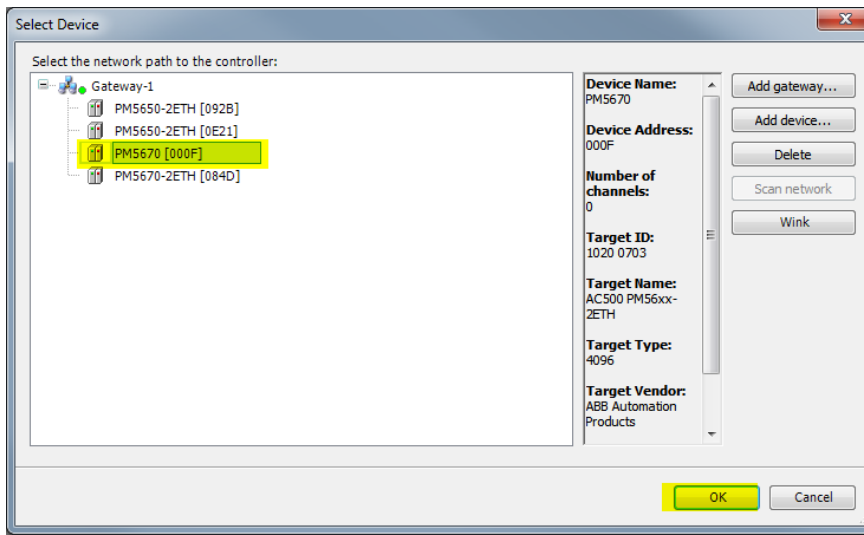 Select Device
Select the network path to the controller:
Gateway-1
PM5650-2ETH [092B]
PM5650-2ETH [0E21]
PM5670 [000F]
PM5670-2ETH [084D]
Device Name:
PM5670
Device Address:
000F
Number of
channels:
0
Target ID:
1020 0703
Target Name:
AC500 PM56xx-
2ETH
Target Type:
4096
Target Vendor:
ABB Automation
Products
Add gateway...
Add device...
Delete
Scan network
Wink
OK
Cancel